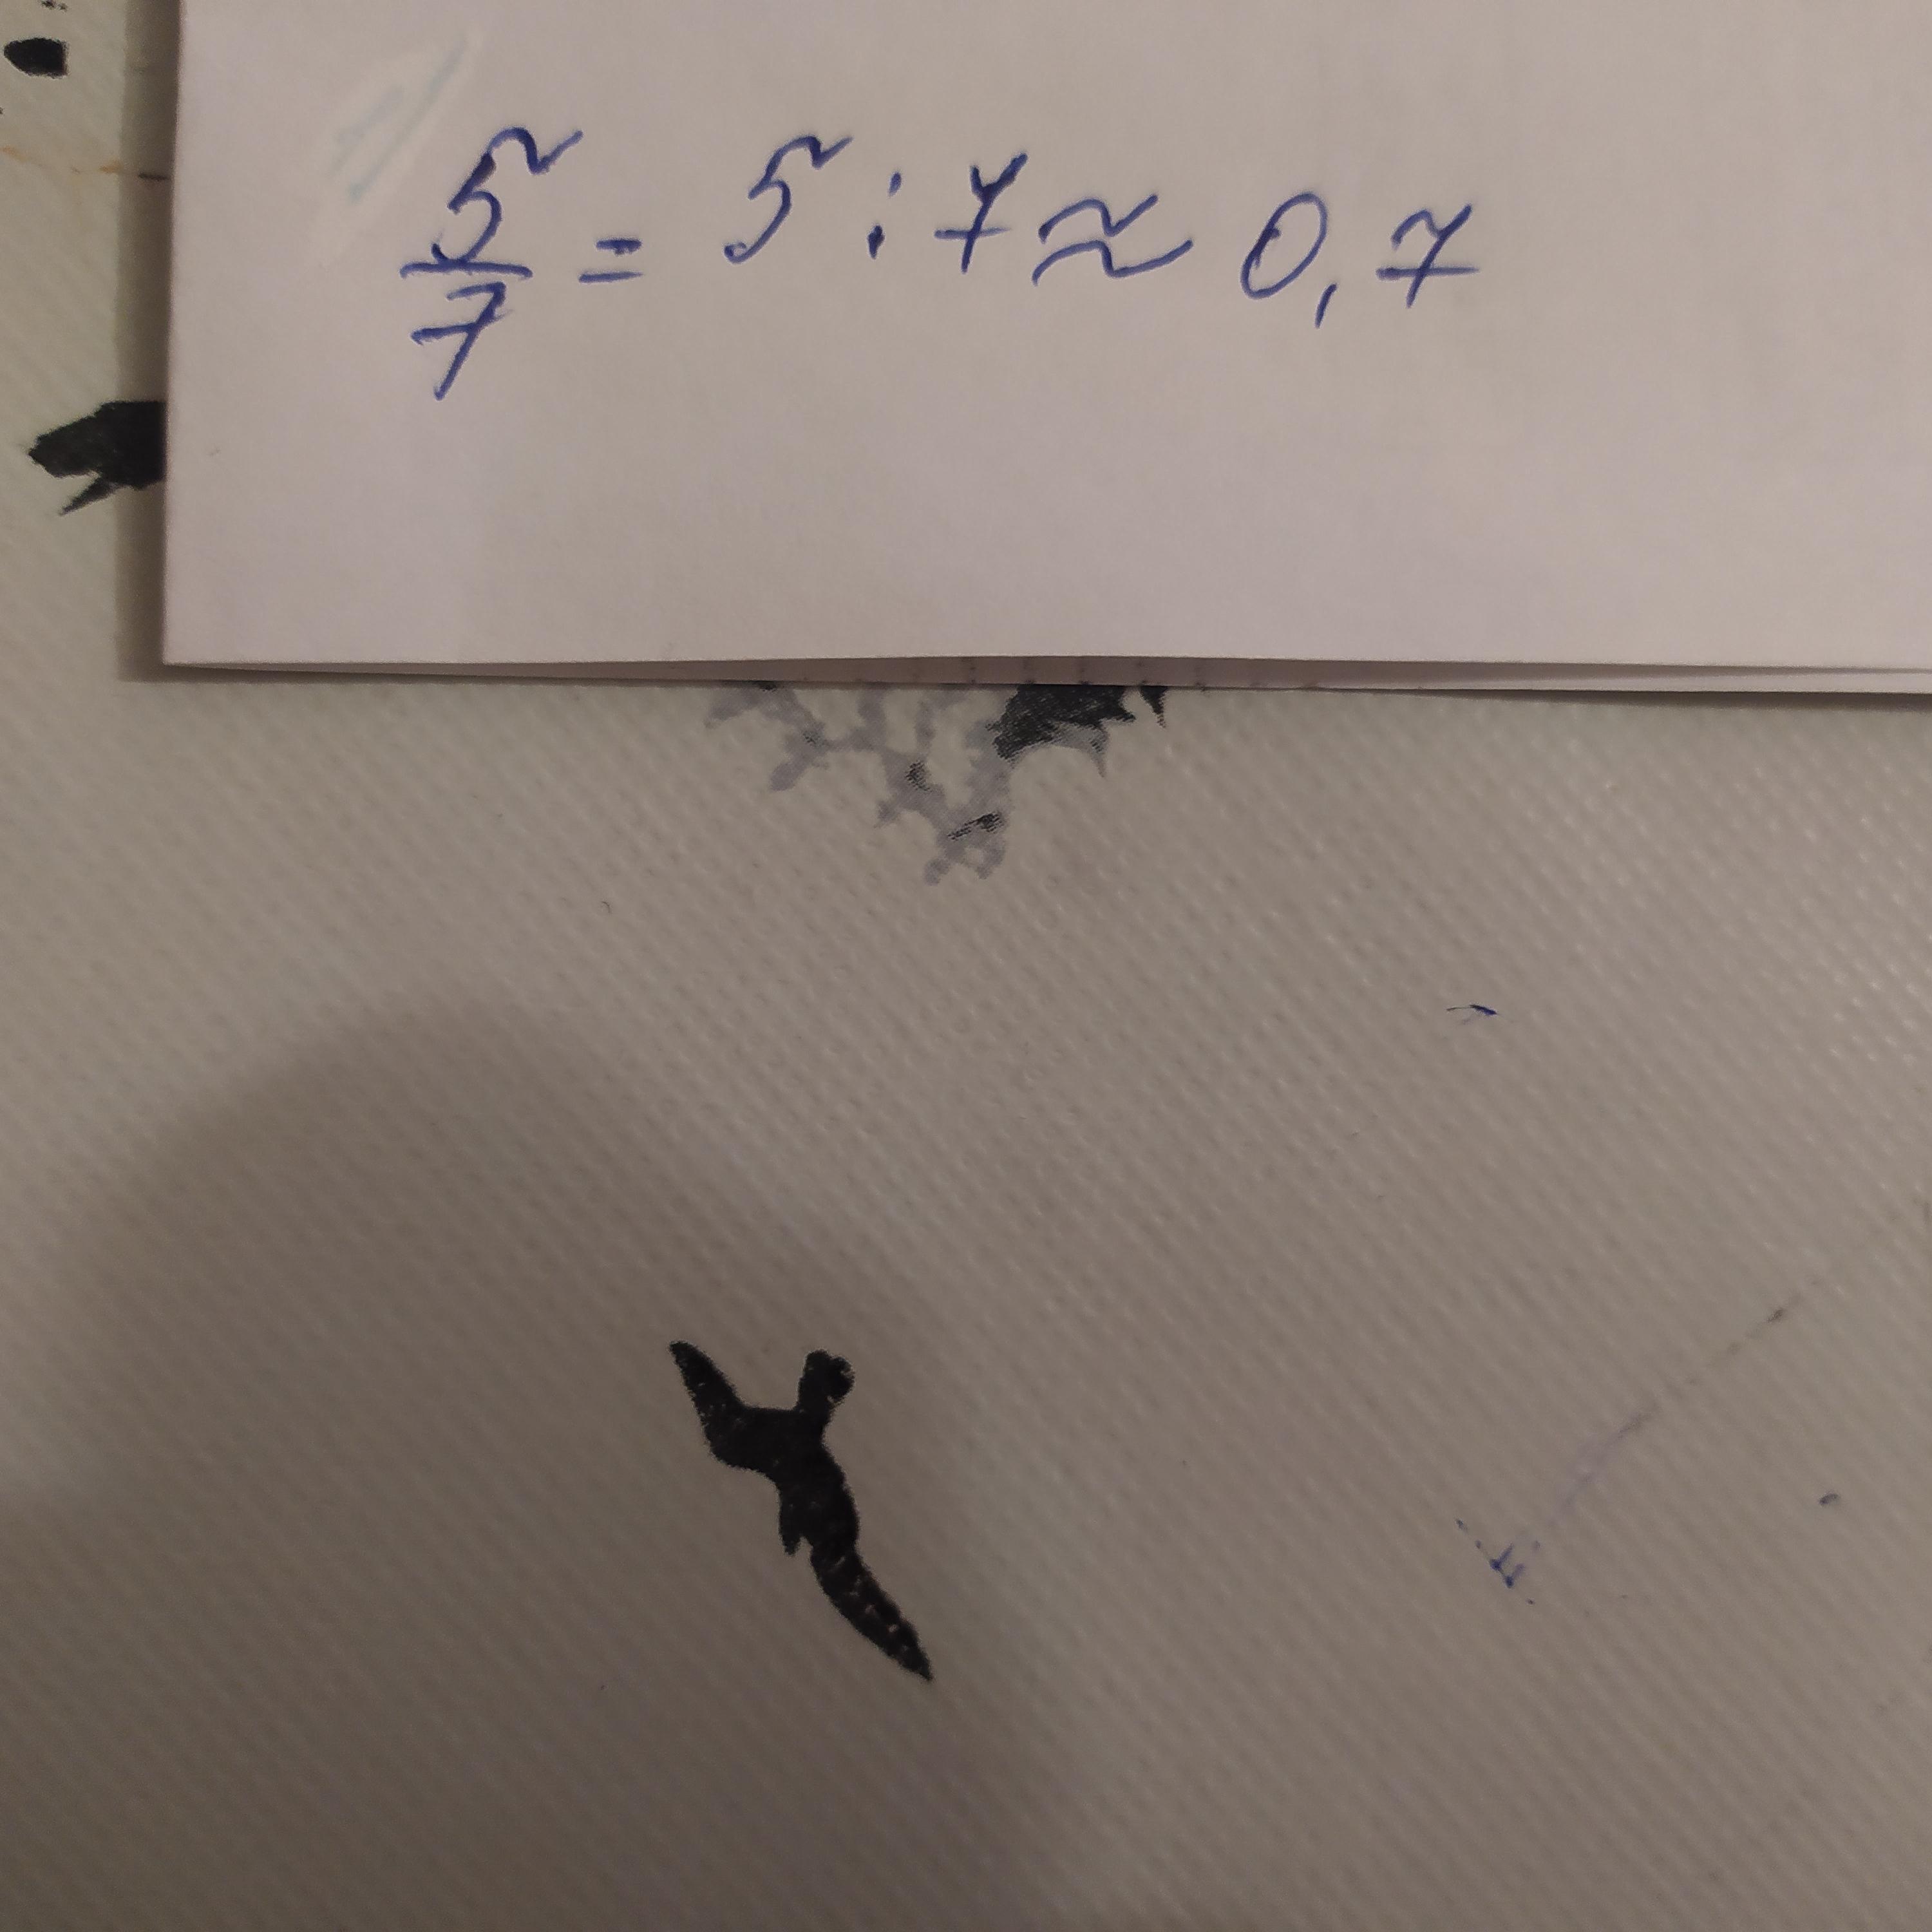 5/7 = 5 : 7 ≈ 0,7